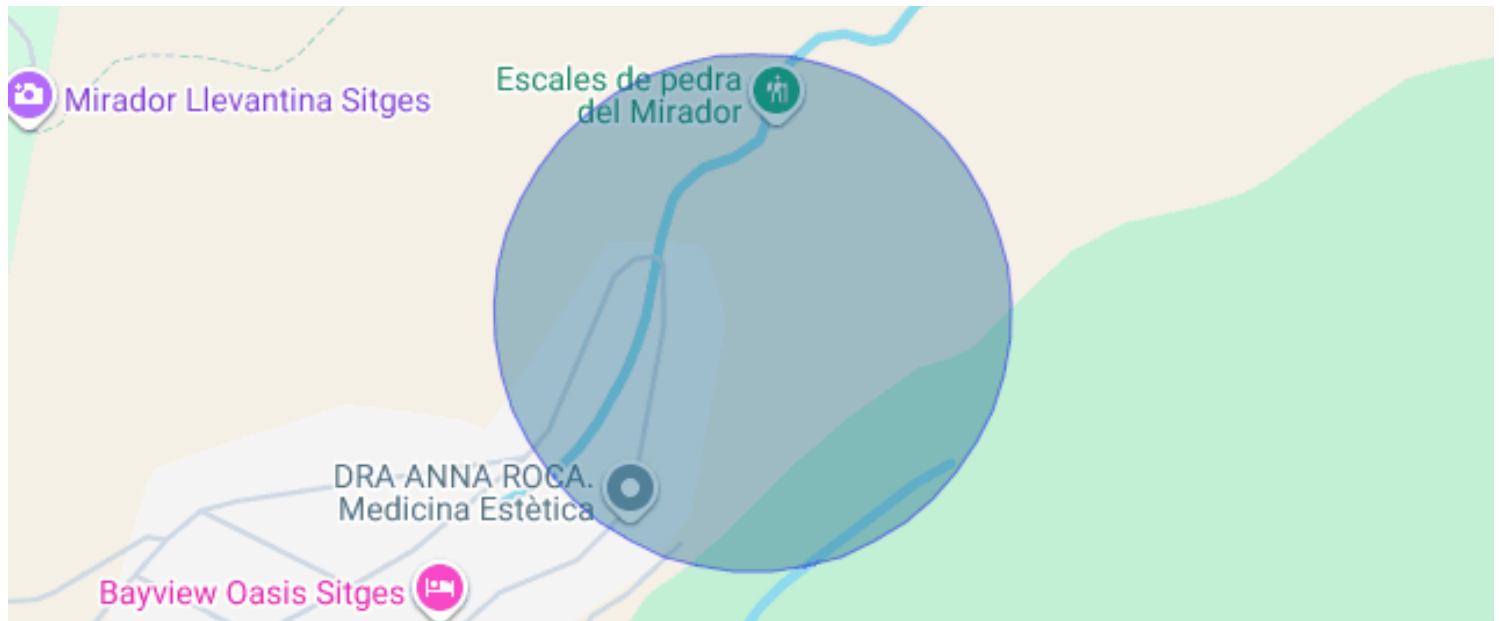 Escales de pedra
del Mirador
Mirador Llevantina Sitges
DRA ANNA ROCA.
Medicina Estètica
Bayview Oasis Sitges